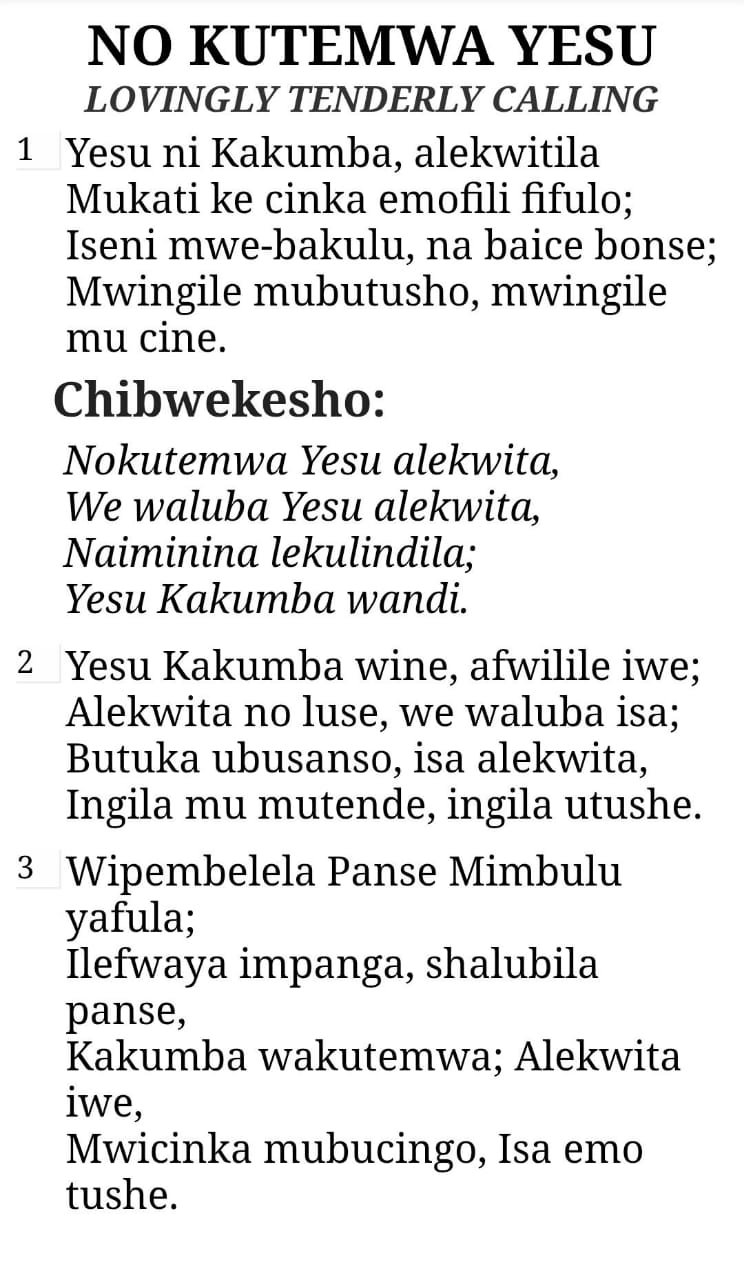 NO KUTEMWA YESU
LOVINGLY TENDERLY CALLING
1 Yesu ni Kakumba, alekwitila
Mukati ke cinka emofili fifulo;
Iseni mwe-bakulu, na baice bonse;
Mwingile mubutusho, mwingile
mu cine.
Chibwekesho:
Nokutemwa Yesu alekwita,
We waluba Yesu alekwita,
Naiminina lekulindila;
Yesu Kakumba wandi.
2 Yesu Kakumba wine, afwilile iwe;
Alekwita no luse, we waluba isa;
Butuka ubusanso, isa alekwita,
Ingila mu mutende, ingila utushe.
3 Wipembelela Panse Mimbulu
yafula;
Ilefwaya impanga, shalubila
panse,
Kakumba wakutemwa; Alekwita
iwe,
Mwicinka mubucingo, Isa emo
tushe.